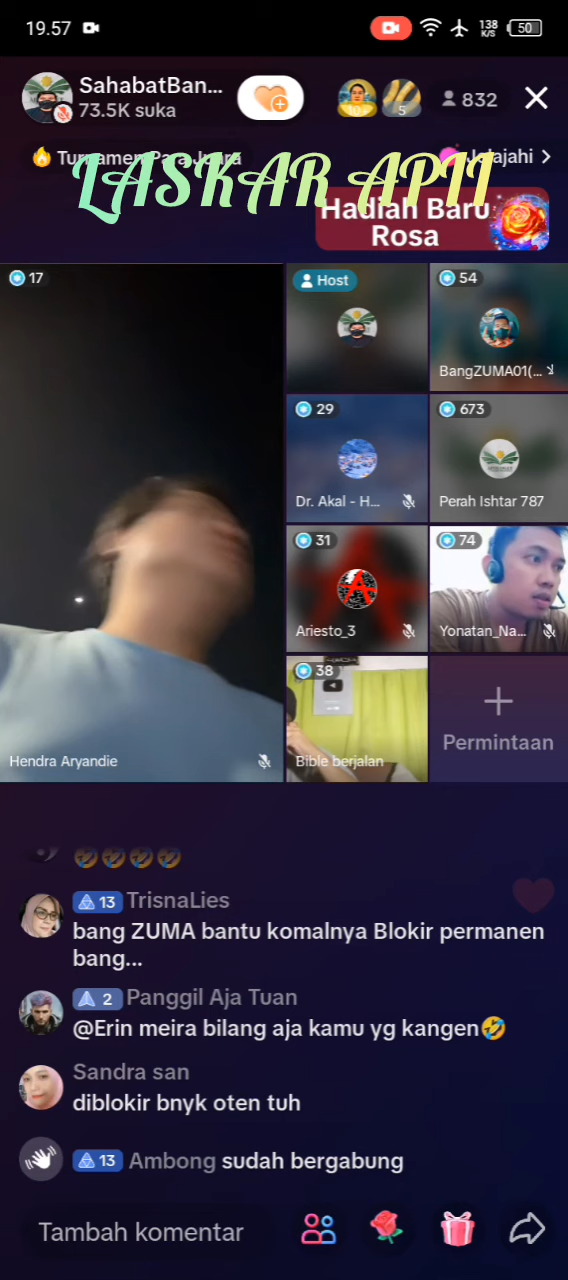 19.57
138
K/S
50
SahabatBan...
73.5K suka
10
5
832
Turnamen Para Juara
Jelajahi
LASKAR APII
Hadiah Baru
Rosa
17
Host
54
BangZUMA01(...
29
673
Dr. Akal - H...
Perah Ishtar 787
31
74
Ariesto_3
Yonatan_Na...
38
Permintaan
Hendra Aryandie
Bible berjalan
🤣🤣🤣🤣
13 TrisnaLies
bang ZUMA bantu komalnya Blokir permanen
bang...
2 Panggil Aja Tuan
@Erin meira bilang aja kamu yg kangen🤣
Sandra san
diblokir bnyk oten tuh
13 Ambong sudah bergabung
Tambah komentar